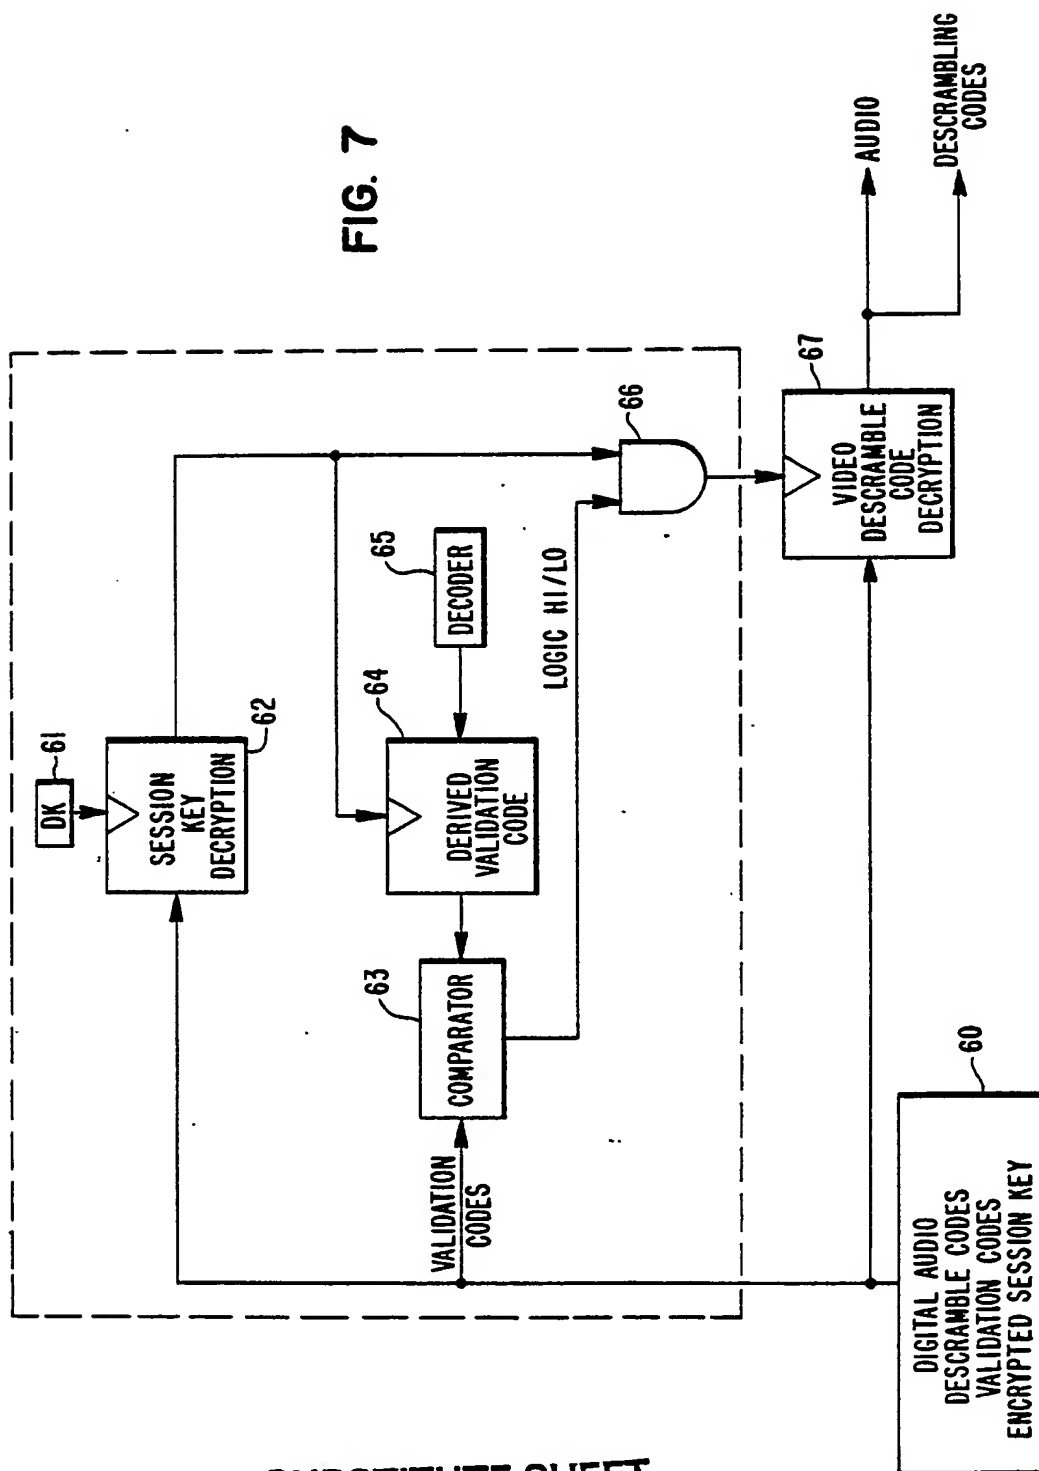 FIG. 7
DK
61
SESSION
KEY
DECRYPTION
62
DECODER
65
DERIVED
VALIDATION
CODE
64
COMPARATOR
63
VALIDATION
CODES
LOGIC HI/LO
66
VIDEO
DESCRAMBLE
CODE
DECRYPTION
67
AUDIO
DESCRAMBLING
CODES
DIGITAL AUDIO
DESCRAMBLE CODES
VALIDATION CODES
ENCRYPTED SESSION KEY
60
SUBSTITUTE SHEET